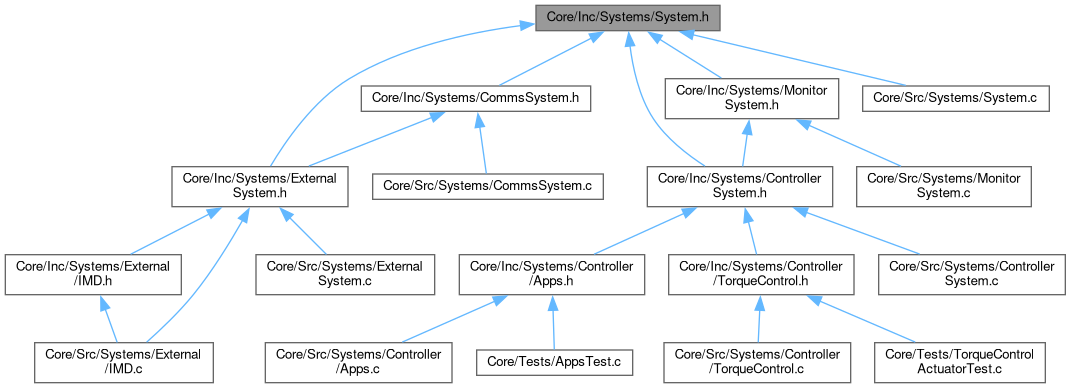 Core/Inc/Systems/System.h
Core/Inc/Systems/CommsSystem.h
Core/Inc/Systems/Monitor
System.h
Core/Src/Systems/System.c
Core/Inc/Systems/External
System.h
Core/Src/Systems/CommsSystem.c
Core/Inc/Systems/Controller
System.h
Core/Src/Systems/Monitor
System.c
Core/Inc/Systems/External
/IMD.h
Core/Src/Systems/External
System.c
Core/Inc/Systems/Controller
/Apps.h
Core/Inc/Systems/Controller
/TorqueControl.h
Core/Src/Systems/Controller
System.c
Core/Src/Systems/External
/IMD.c
Core/Src/Systems/Controller
/Apps.c
Core/Tests/AppsTest.c
Core/Src/Systems/Controller
/TorqueControl.c
Core/Tests/TorqueControl
ActuatorTest.c